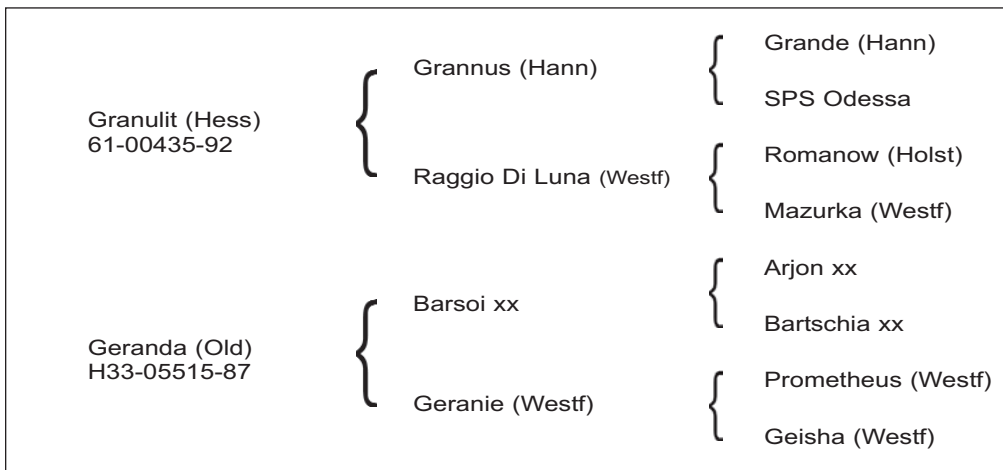 Granulit (Hess)
61-00435-92
Grannus (Hann)
Grande (Hann)
SPS Odessa
Raggio Di Luna (Westf)
Romanow (Holst)
Mazurka (Westf)
Geranda (Old)
H33-05515-87
Barsoi xx
Arjon xx
Bartschia xx
Geranie (Westf)
Prometheus (Westf)
Geisha (Westf)